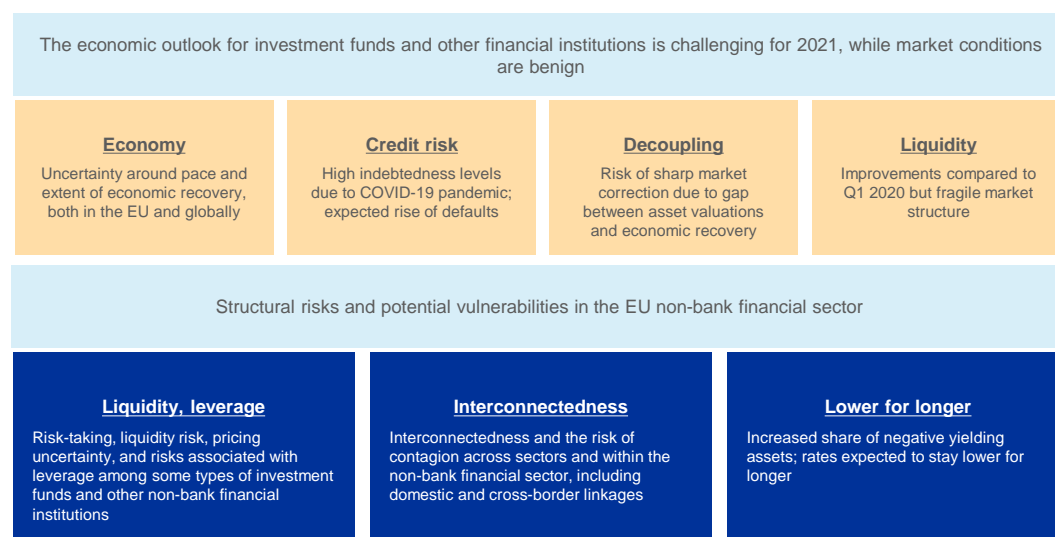 The economic outlook for investment funds and other financial institutions is challenging for 2021, while market conditions
are benign
Economy
Uncertainty around pace and
extent of economic recovery,
both in the EU and globally
Credit risk
High indebtedness levels
due to COVID-19 pandemic;
expected rise of defaults
Decoupling
Risk of sharp market
correction due to gap
between asset valuations
and economic recovery
Liquidity
Improvements compared to
Q1 2020 but fragile market
structure
Structural risks and potential vulnerabilities in the EU non-bank financial sector
Liquidity, leverage
Risk-taking, liquidity risk, pricing
uncertainty, and risks associated with
leverage among some types of investment
funds and other non-bank financial
institutions
Interconnectedness
Interconnectedness and the risk of
contagion across sectors and within the
non-bank financial sector, including
domestic and cross-border linkages
Lower for longer
Increased share of negative yielding
assets; rates expected to stay lower for
longer